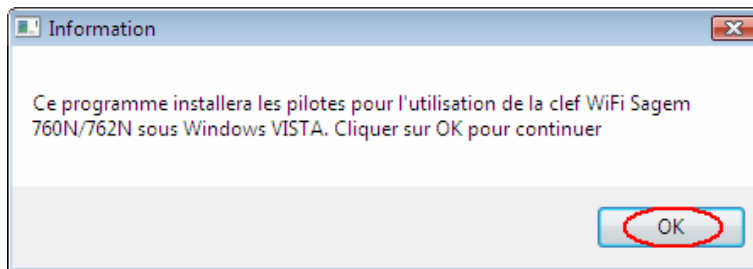 Information
Ce programme installera les pilotes pour l'utilisation de la clef WiFi Sagem
760N/762N sous Windows VISTA. Cliquer sur OK pour continuer
OK